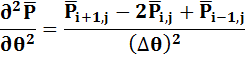 ∂²P̅/∂θ² = (P̅ᵢ₊₁,ⱼ − 2P̅ᵢ,ⱼ + P̅ᵢ₋₁,ⱼ)/(Δθ)²